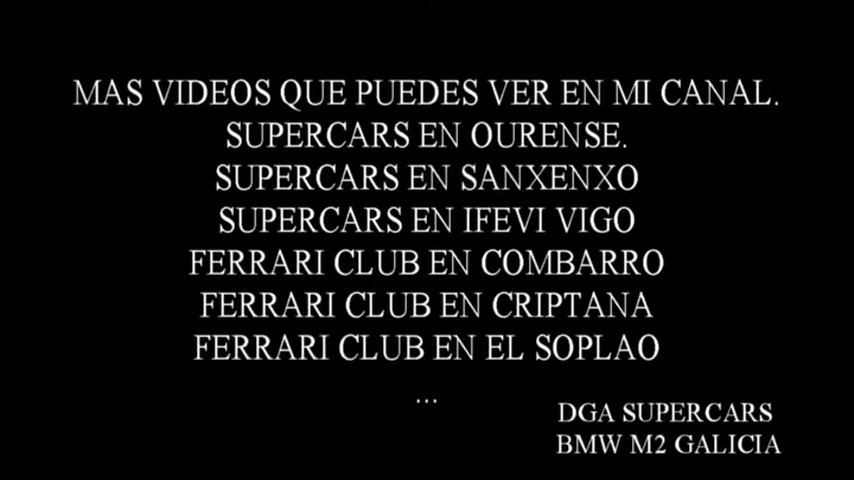 MAS VIDEOS QUE PUEDES VER EN MI CANAL.
SUPERCARS EN OURENSE.
SUPERCARS EN SANXENXO
SUPERCARS EN IFEVI VIGO
FERRARI CLUB EN COMBARRO
FERRARI CLUB EN CRIPTANA
FERRARI CLUB EN EL SOPLAO
...
DGA SUPERCARS
BMW M2 GALICIA